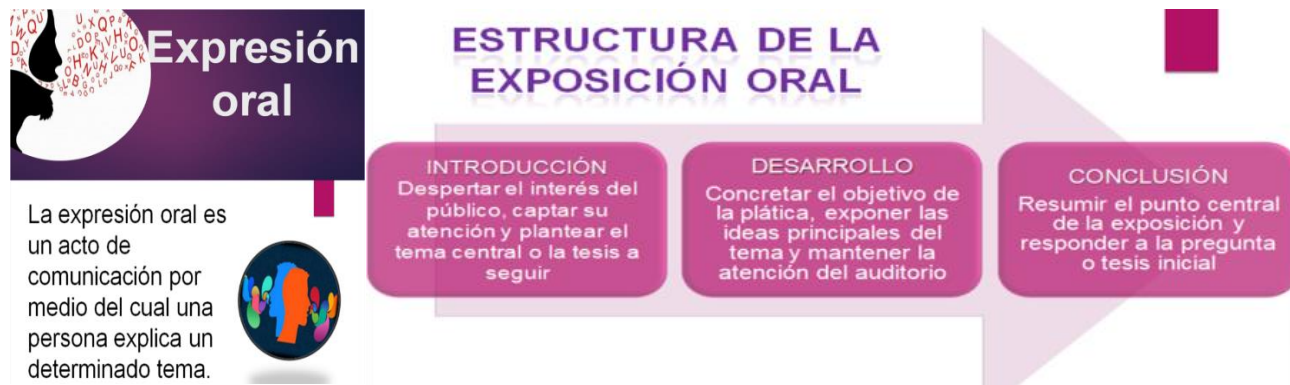 Expresión
oral
La expresión oral es
un acto de
comunicación por
medio del cual una
persona explica un
determinado tema.
ESTRUCTURA DE LA
EXPOSICIÓN ORAL
INTRODUCCIÓN
Despertar el interés del
público, captar su
atención y plantear el
tema central o la tesis a
seguir
DESARROLLO
Concretar el objetivo de
la plática, exponer las
ideas principales del
tema y mantener la
atención del auditorio
CONCLUSIÓN
Resumir el punto central
de la exposición y
responder a la pregunta
o tesis inicial